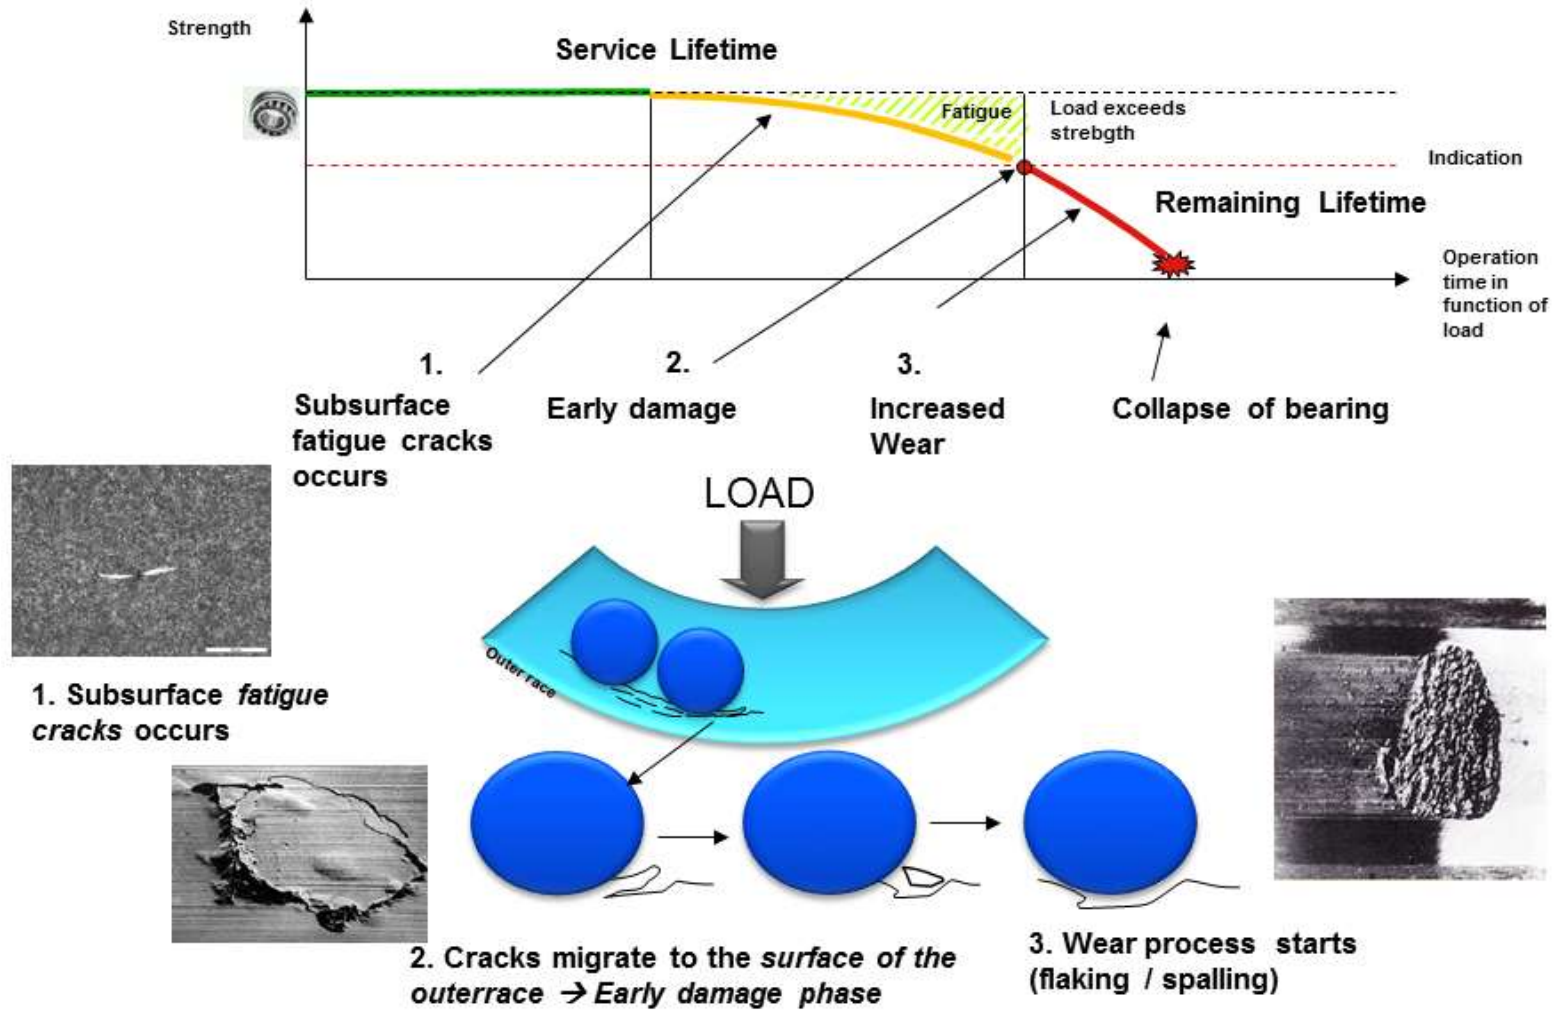 Strength
Service Lifetime
Fatigue
Load exceeds
strebgth
Indication
Remaining Lifetime
Operation
time in
function of
load
1.
Subsurface
fatigue cracks
occurs
2.
Early damage
3.
Increased
Wear
Collapse of bearing
LOAD
Outer race
1. Subsurface fatigue
cracks occurs
2. Cracks migrate to the surface of the
outerrace → Early damage phase
3. Wear process starts
(flaking / spalling)